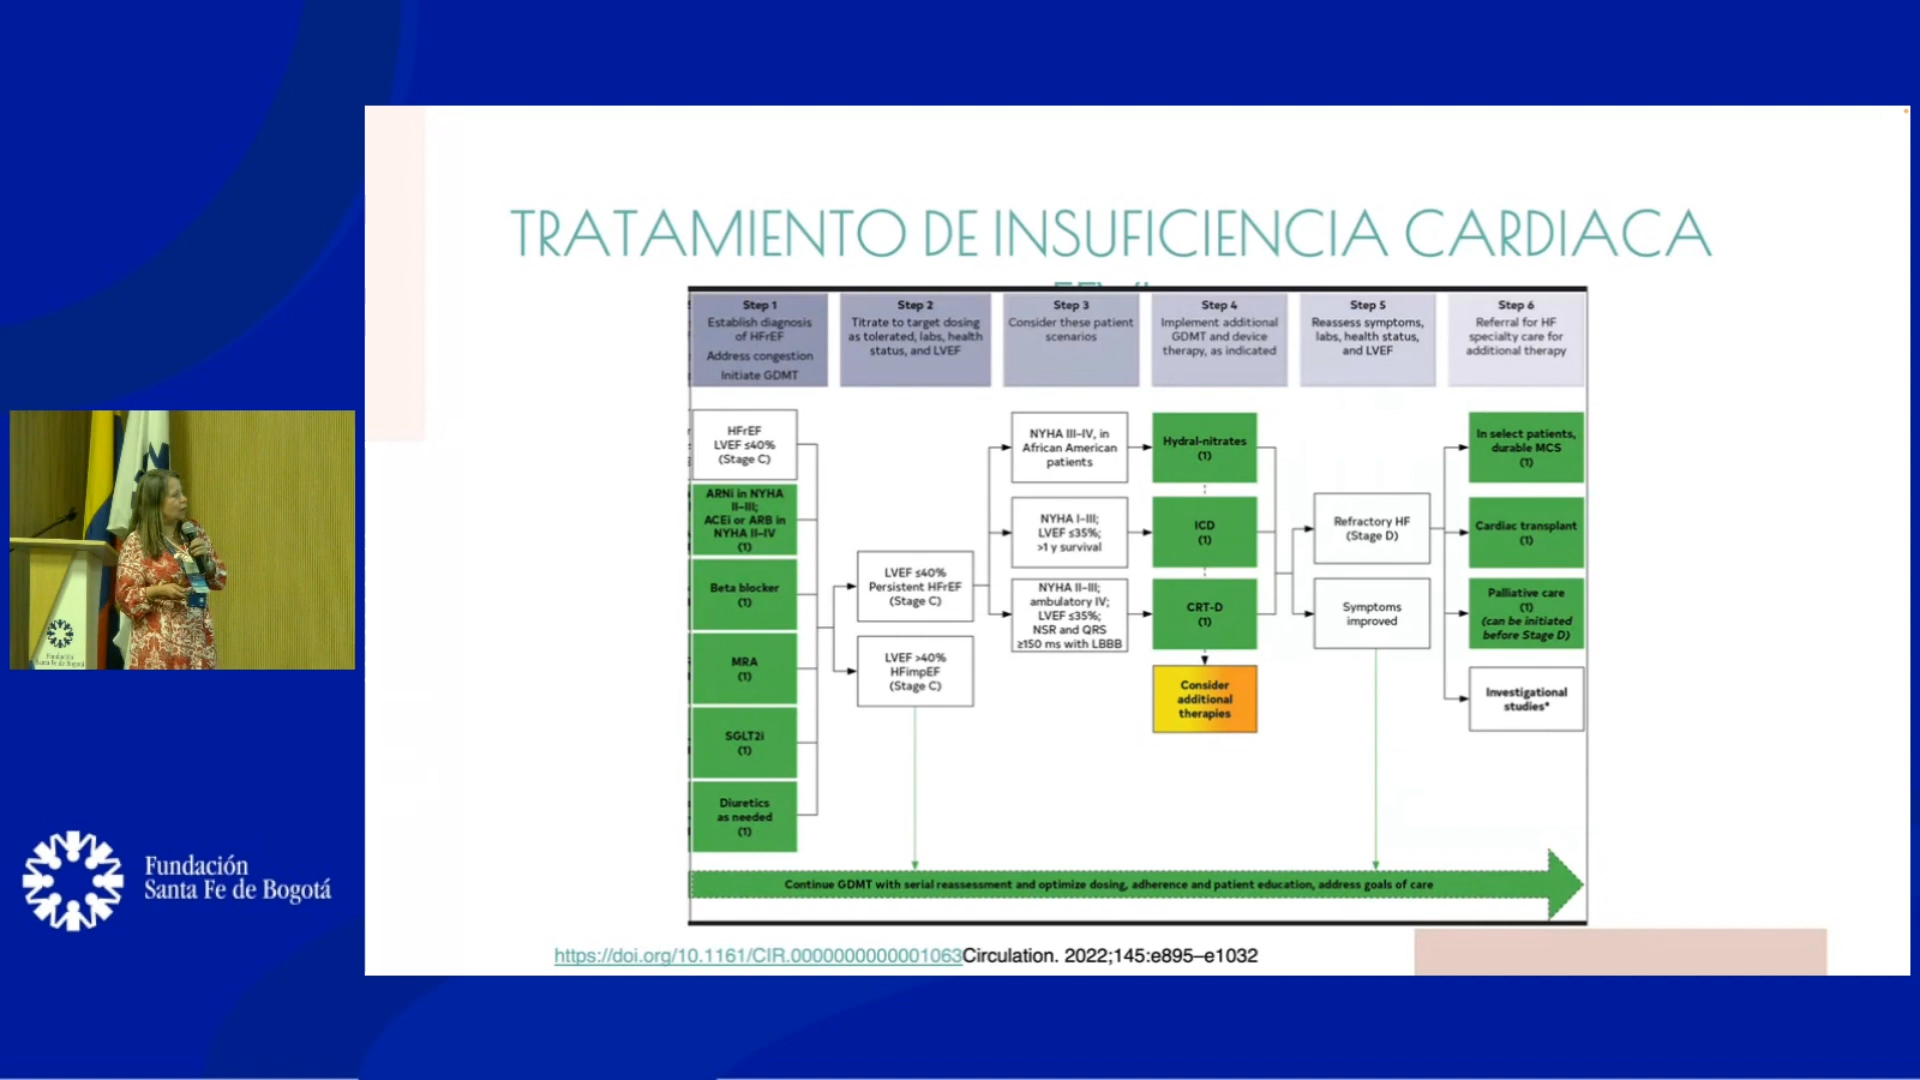 TRATAMIENTO DE INSUFICIENCIA CARDIACA
Step 1
Establish diagnosis
of HFrEF
Address congestion
Initiate GDMT
Step 2
Titrate to target dosing
as tolerated, labs, health
status, and LVEF
Step 3
Consider these patient
scenarios
Step 4
Implement additional
GDMT and device
therapy, as indicated
Step 5
Reassess symptoms,
labs, health status,
and LVEF
Step 6
Referral for HF
specialty care for
additional therapy
HFrEF
LVEF ≤40%
(Stage C)
ARNi in NYHA
II–III;
ACEi or ARB in
NYHA II–IV
(1)
Beta blocker
(1)
MRA
(1)
SGLT2i
(1)
Diuretics
as needed
(1)
LVEF ≤40%
Persistent HFrEF
(Stage C)
LVEF >40%
HFimpEF
(Stage C)
NYHA III–IV, in
African American
patients
NYHA I–III;
LVEF ≤35%;
>1 y survival
NYHA II–III;
ambulatory IV;
LVEF ≤35%;
NSR and QRS
≥150 ms with LBBB
Hydral-nitrates
(1)
ICD
(1)
CRT-D
(1)
Consider
additional
therapies
Refractory HF
(Stage D)
Symptoms
improved
In select patients,
durable MCS
(1)
Cardiac transplant
(1)
Palliative care
(1)
(can be initiated
before Stage D)
Investigational
studies*
Continue GDMT with serial reassessment and optimize dosing, adherence and patient education, address goals of care
https://doi.org/10.1161/CIR.0000000000001063Circulation. 2022;145:e895–e1032
Fundación
Santa Fe de Bogotá
Fundación
Santa Fe de Bogotá